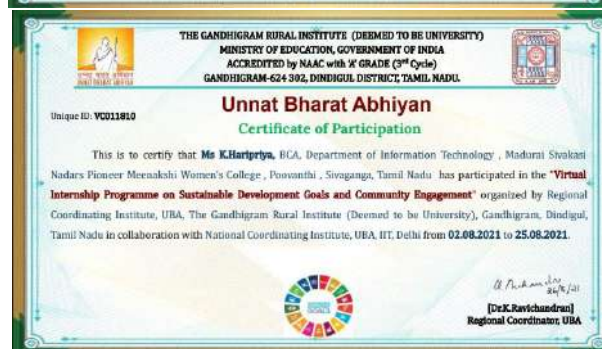 THE GANDHIGRAM RURAL INSTITUTE (DEEMED TO BE UNIVERSITY)
MINISTRY OF EDUCATION, GOVERNMENT OF INDIA
ACCREDITED by NAAC with 'A' GRADE (3rd Cycle)
GANDHIGRAM-624 302, DINDIGUL DISTRICT, TAMIL NADU.
Unnat Bharat Abhiyan
Unique ID: VC011810
Certificate of Participation
This is to certify that Ms K.Haripriya, BCA, Department of Information Technology , Madurai Sivakasi
Nadars Pioneer Meenakshi Women's College , Poovanthi , Sivaganga, Tamil Nadu has participated in the "Virtual
Internship Programme on Sustainable Development Goals and Community Engagement" organized by Regional
Coordinating Institute, UBA, The Gandhigram Rural Institute (Deemed to be University), Gandhigram, Dindigul,
Tamil Nadu in collaboration with National Coordinating Institute, UBA, IIT, Delhi from 02.08.2021 to 25.08.2021.
GOALS
[Dr.K.Ravichandran]
Regional Coordinator, UBA